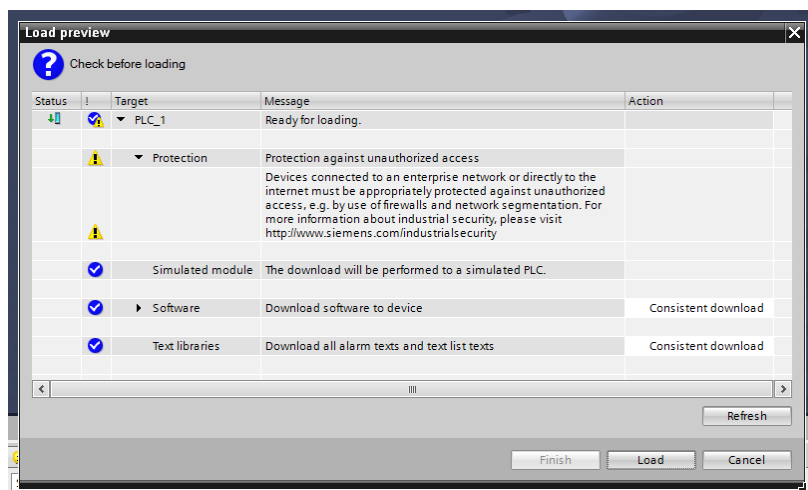 Load preview
Check before loading
Status ! Target Message Action
PLC_1 Ready for loading.
Protection Protection against unauthorized access
Devices connected to an enterprise network or directly to the
internet must be appropriately protected against unauthorized
access, e.g. by use of firewalls and network segmentation. For
more information about industrial security, please visit
http://www.siemens.com/industrialsecurity
Simulated module The download will be performed to a simulated PLC.
Software Download software to device Consistent download
Text libraries Download all alarm texts and text list texts Consistent download
Refresh
Finish Load Cancel